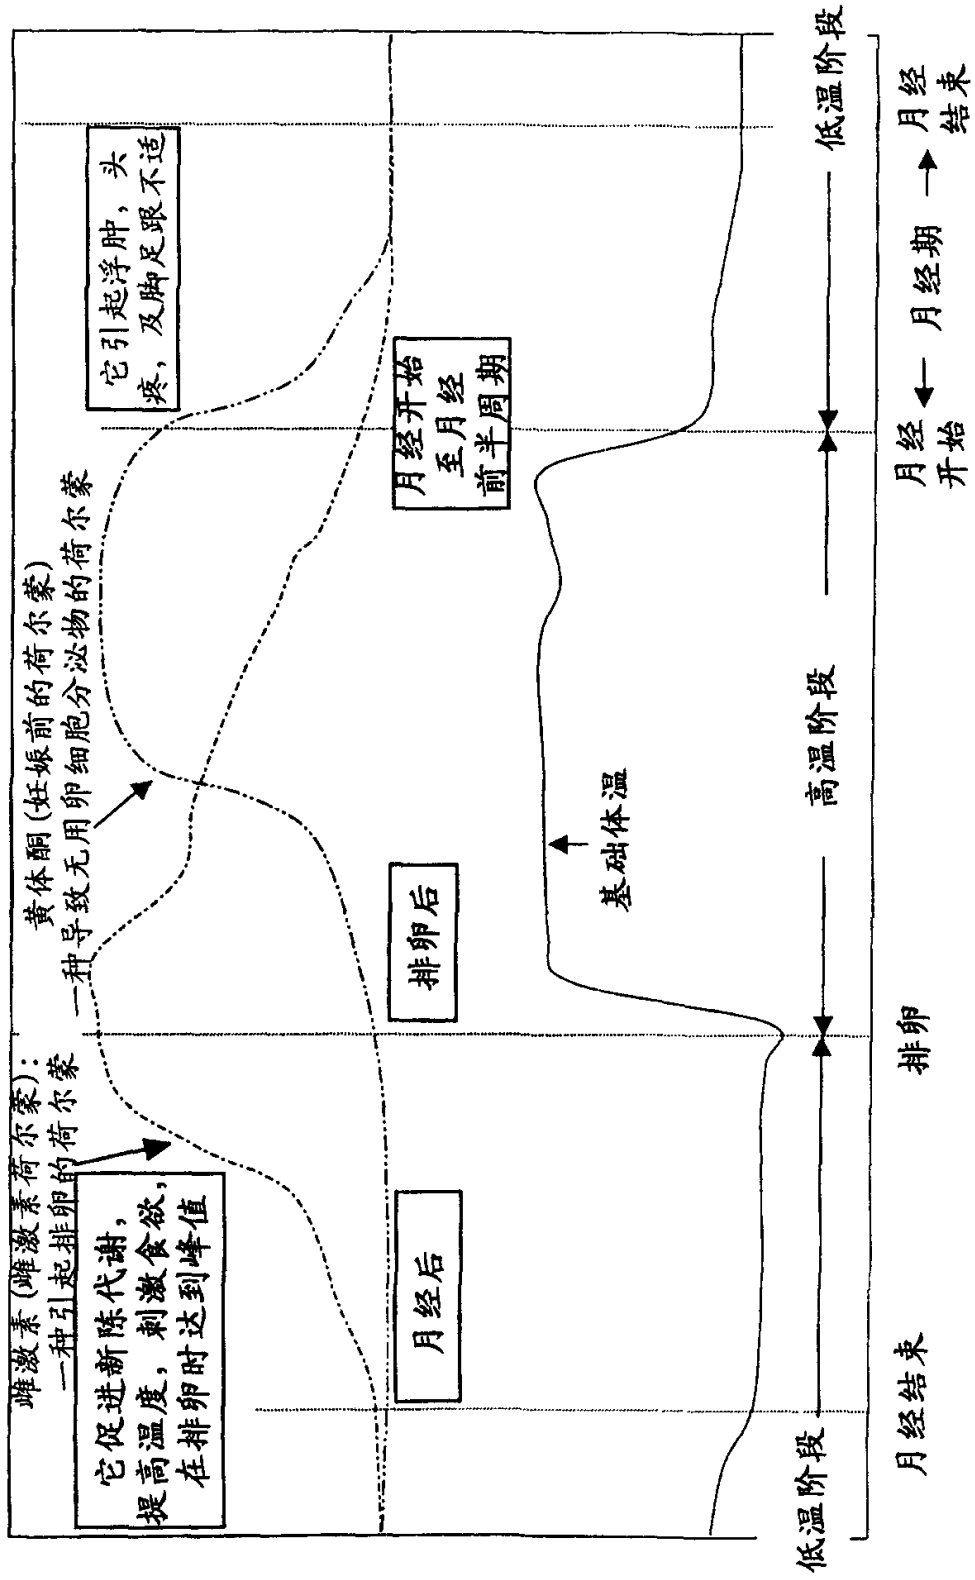 雌激素(雌激素荷尔蒙):
一种引起排卵的荷尔蒙
黄体酮(妊娠前的荷尔蒙)
一种导致无用卵细胞分泌物的荷尔蒙
它促进新陈代谢,
提高温度,刺激食欲,
在排卵时达到峰值
它引起浮肿,头
疼,及脚足跟不适
月经后
排卵后
月经开始
至月经
前半周期
基础体温
低温阶段
高温阶段
低温阶段
月经结束
排卵
月经
开始
月经期
月经
结束